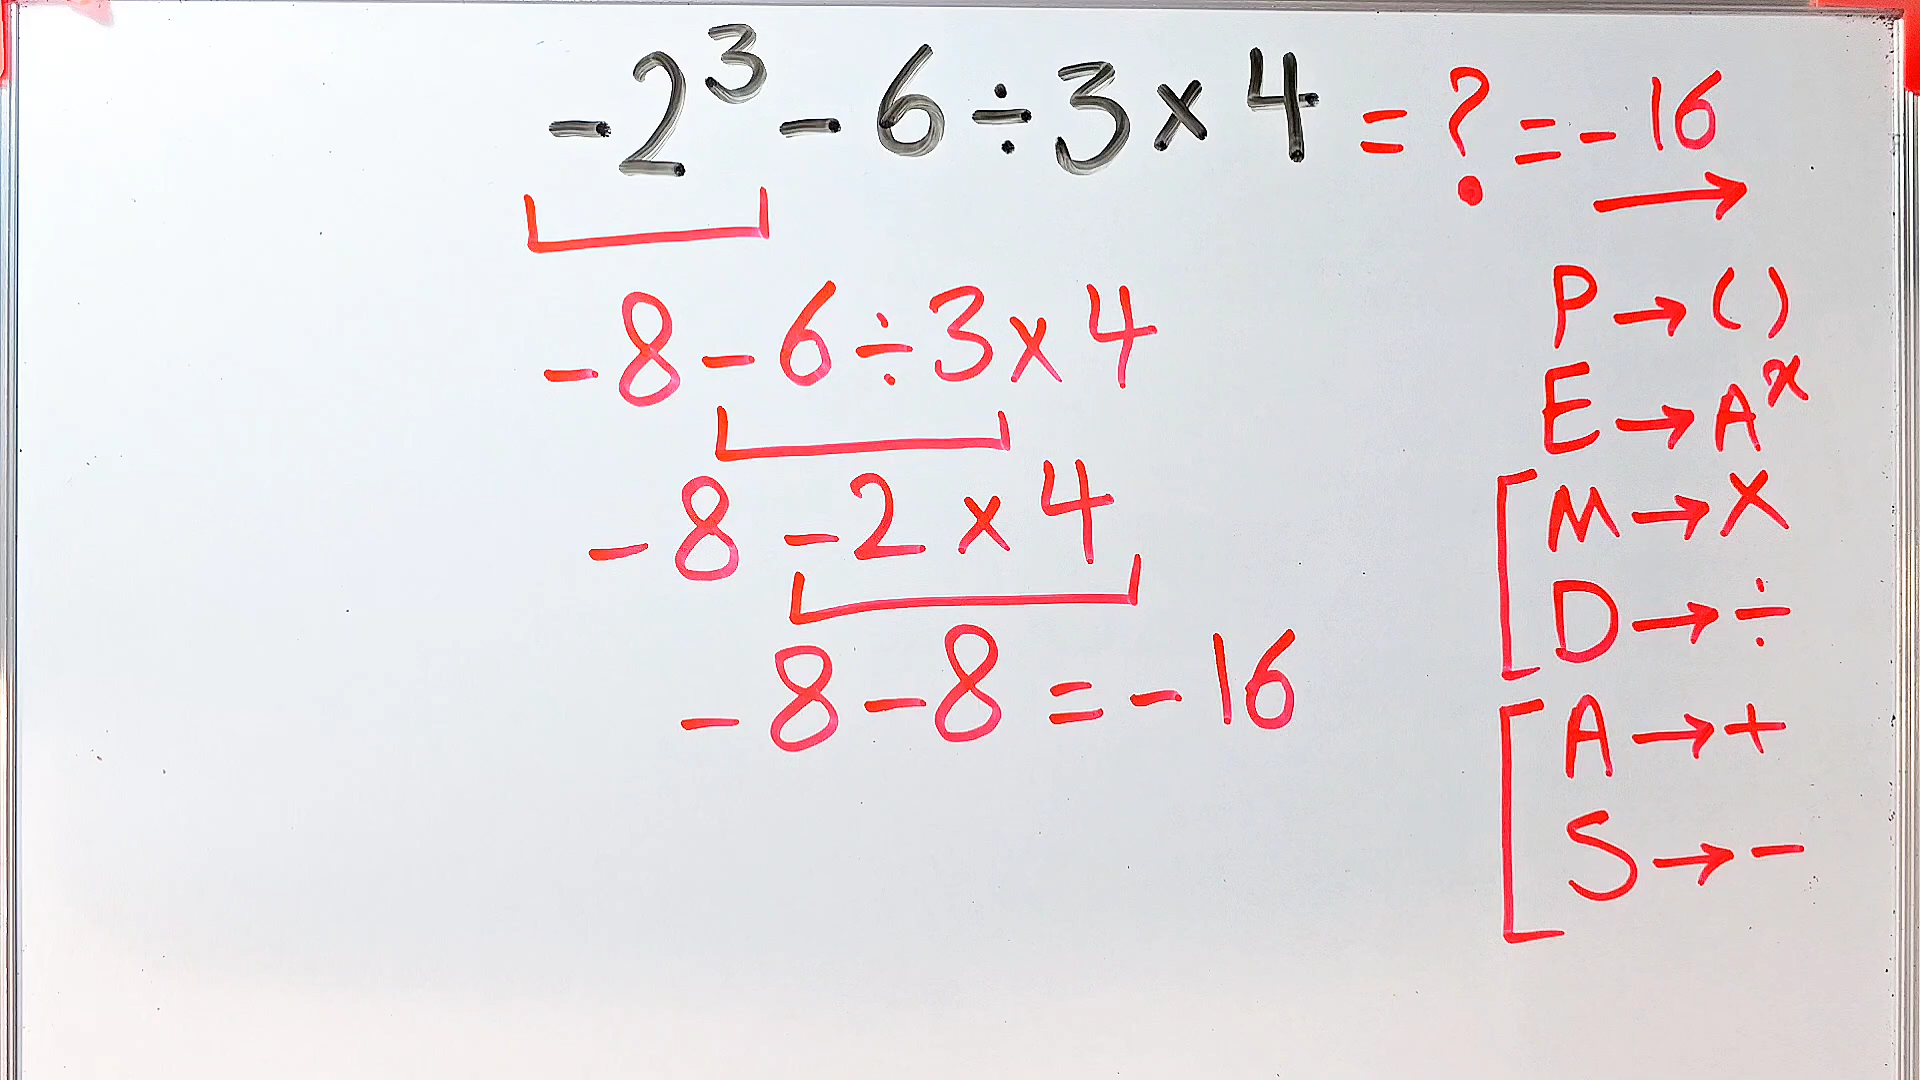 -2³ - 6 ÷ 3 × 4 = ? = -16
-8 - 6 ÷ 3 × 4
-8 - 2 × 4
-8 - 8 = -16
P → ( )
E → Aˣ
M → ×
D → ÷
A → +
S → -